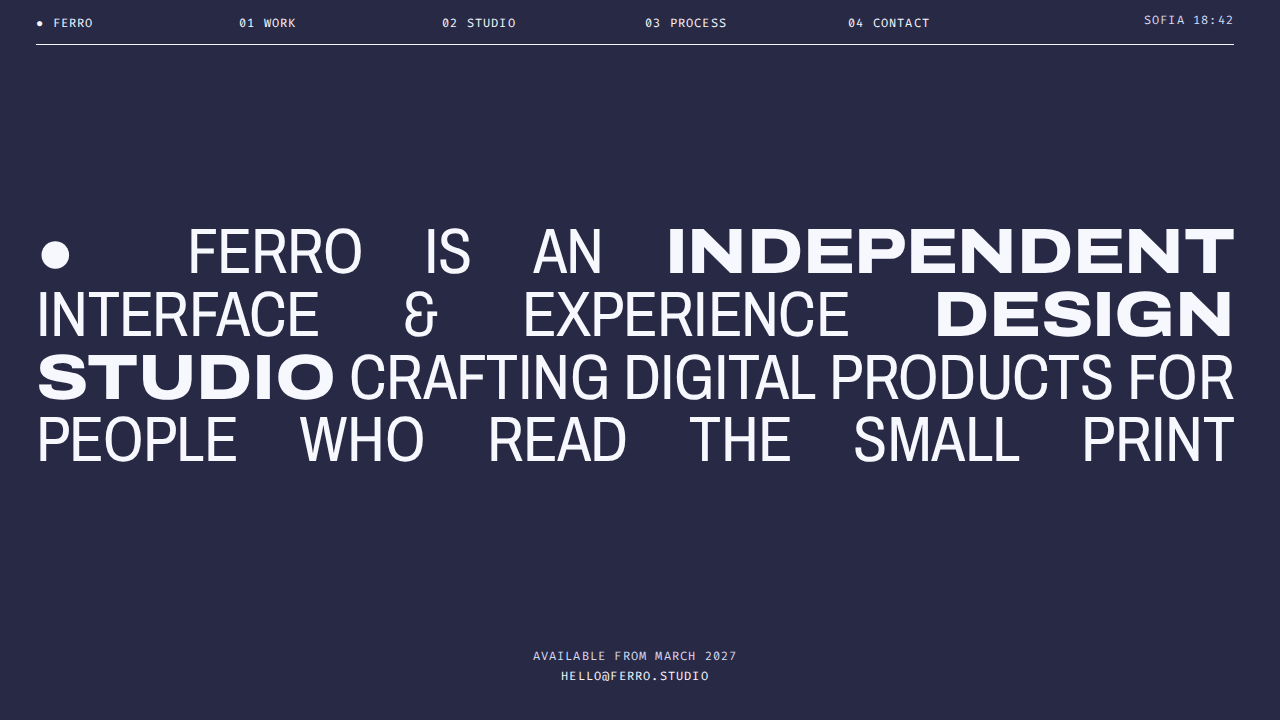 ● FERRO 01 WORK 02 STUDIO 03 PROCESS 04 CONTACT SOFIA 18:42
● FERRO IS AN INDEPENDENT
INTERFACE & EXPERIENCE DESIGN
STUDIO CRAFTING DIGITAL PRODUCTS FOR
PEOPLE WHO READ THE SMALL PRINT
AVAILABLE FROM MARCH 2027
HELLO@FERRO.STUDIO